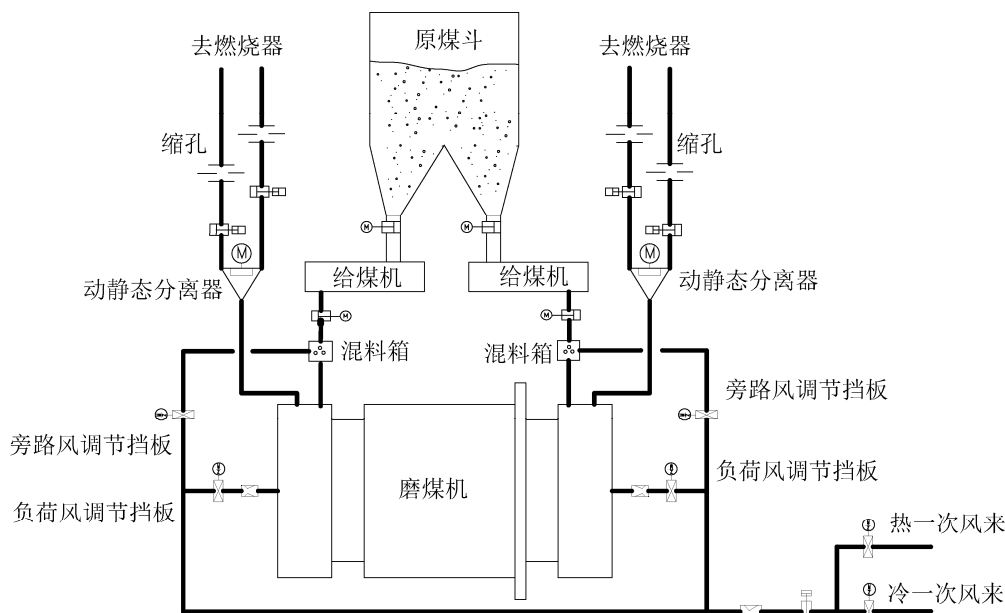 原煤斗
去燃烧器
去燃烧器
缩孔
缩孔
M
M
M
M
给煤机
给煤机
动静态分离器
动静态分离器
M
M
混料箱
混料箱
旁路风调节挡板
旁路风调节挡板
负荷风调节挡板
磨煤机
负荷风调节挡板
热一次风来
冷一次风来